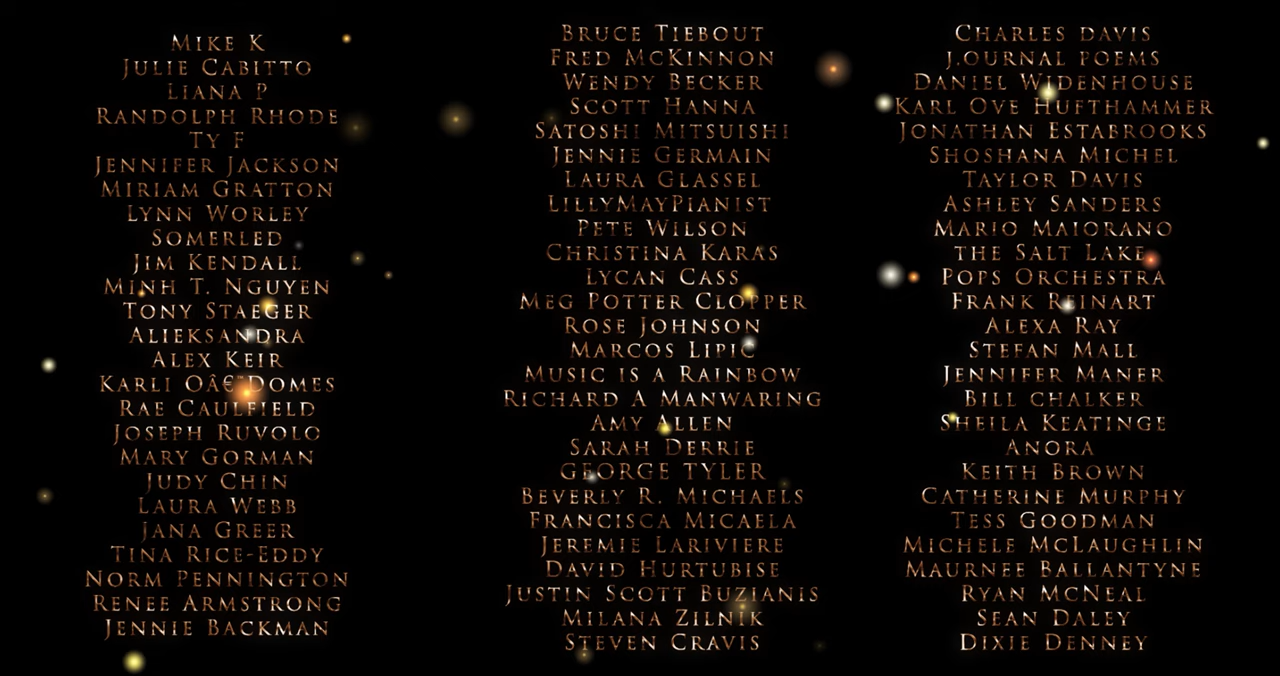 Mike K
Julie Cabitto
Liana P
Randolph Rhode
Ty F
Jennifer Jackson
Miriam Gratton
Lynn Worley
Somerled
Jim Kendall
Minh T. Nguyen
Tony Staeger
Alieksandra
Alex Keir
Karli Oâ€™Domes
Rae Caulfield
Joseph Ruvolo
Mary Gorman
Judy Chin
Laura Webb
Jana Greer
Tina Rice-Eddy
Norm Pennington
Renee Armstrong
Jennie Backman
Bruce Tiebout
Fred McKinnon
Wendy Becker
Scott Hanna
Satoshi Mitsuishi
Jennie Germain
Laura Glassel
LillyMayPianist
Pete Wilson
Christina Karas
Lycan Cass
Meg Potter Clopper
Rose Johnson
Marcos Lipic
Music is a Rainbow
Richard A Manwaring
Amy Allen
Sarah Derrie
George Tyler
Beverly R. Michaels
Francisca Micaela
Jeremie Lariviere
David Hurtubise
Justin Scott Buzianis
Milana Zilnik
Steven Cravis
Charles davis
j.ournal poems
Daniel Widenhouse
Karl Ove Hufthammer
Jonathan Estabrooks
Shoshana Michel
Taylor Davis
Ashley Sanders
Mario Maiorano
the Salt Lake
Pops Orchestra
Frank Reinart
Alexa Ray
Stefan Mall
Jennifer Maner
Bill chalker
Sheila Keatinge
Anora
Keith Brown
Catherine Murphy
Tess Goodman
Michele McLaughlin
Maurnee Ballantyne
Ryan McNeal
Sean Daley
Dixie Denney